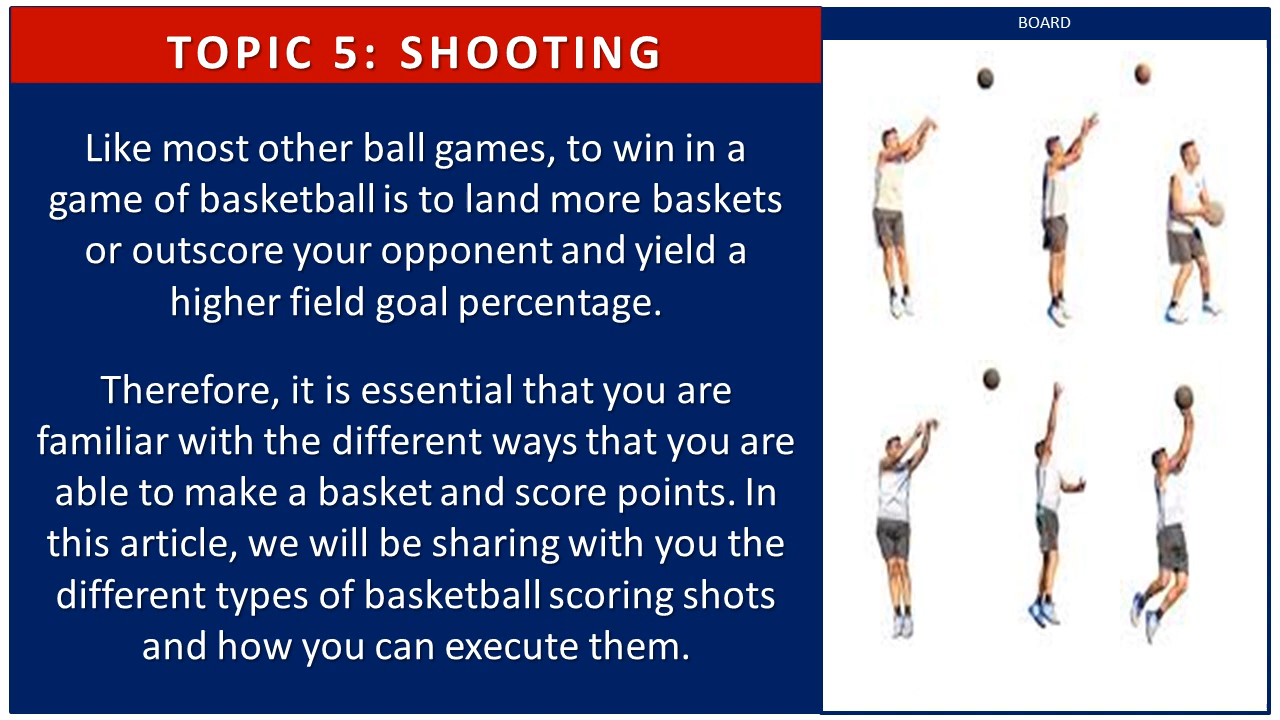 TOPIC 5: SHOOTING
BOARD
Like most other ball games, to win in a
game of basketball is to land more baskets
or outscore your opponent and yield a
higher field goal percentage.
Therefore, it is essential that you are
familiar with the different ways that you are
able to make a basket and score points. In
this article, we will be sharing with you the
different types of basketball scoring shots
and how you can execute them.